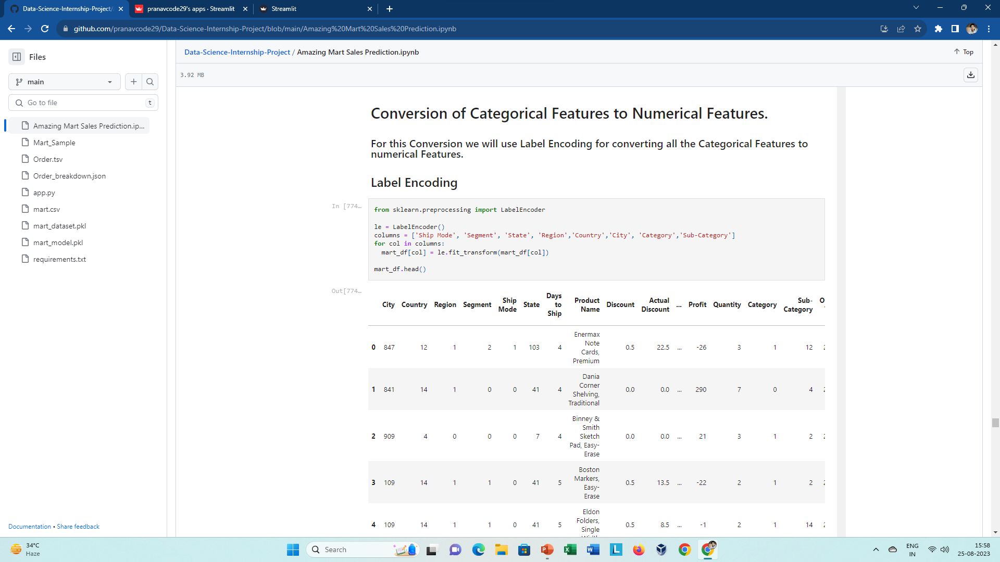 Data-Science-Internship-Project/
pranavcode29's apps · Streamlit
Streamlit
github.com/pranavcode29/Data-Science-Internship-Project/blob/main/Amazing%20Mart%20Sales%20Prediction.ipynb
Files
main
Go to file
t
Amazing Mart Sales Prediction.ip...
Mart_Sample
Order.tsv
Order_breakdown.json
app.py
mart.csv
mart_dataset.pkl
mart_model.pkl
requirements.txt
Documentation • Share feedback
Data-Science-Internship-Project / Amazing Mart Sales Prediction.ipynb
Top
3.92 MB
Conversion of Categorical Features to Numerical Features.
For this Conversion we will use Label Encoding for converting all the Categorical Features to
numerical Features.
Label Encoding
In [774…
from sklearn.preprocessing import LabelEncoder
le = LabelEncoder()
columns = ['Ship Mode', 'Segment', 'State', 'Region','Country','City', 'Category','Sub-Category']
for col in columns:
mart_df[col] = le.fit_transform(mart_df[col])
mart_df.head()
Out[774…
City Country Region Segment Ship Mode State Days to Ship Product Name Discount Actual Discount ... Profit Quantity Category Sub-Category O
0 847 12 1 2 1 103 4 Enermax Note Cards, Premium 0.5 22.5 ... -26 3 1 12
1 841 14 1 0 0 41 4 Dania Corner Shelving, Traditional 0.0 0.0 ... 290 7 0 4
2 909 4 0 0 0 7 4 Binney & Smith Sketch Pad, Easy-Erase 0.0 0.0 ... 21 3 1 2
3 109 14 1 1 0 41 5 Boston Markers, Easy-Erase 0.5 13.5 ... -22 2 1 2
4 109 14 1 1 0 41 5 Eldon Folders, Single 0.5 8.5 ... -1 2 1 14
34°C
Haze
Search
ENG
IN
15:58
25-08-2023